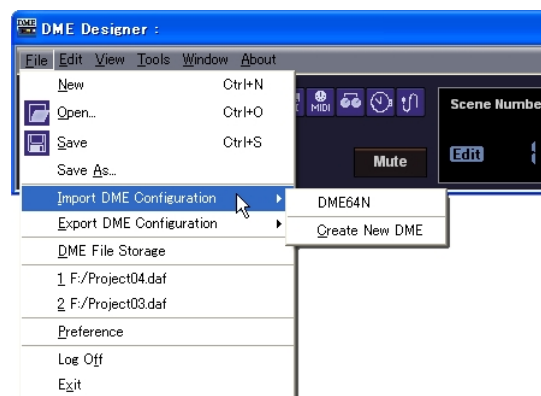 DME Designer :
File Edit View Tools Window About
New Ctrl+N
Open... Ctrl+O
Save Ctrl+S
Save As...
Import DME Configuration
Export DME Configuration
DME File Storage
1 F:/Project04.daf
2 F:/Project03.daf
Preference
Log Off
Exit
DME64N
Create New DME
MIDI
Scene Numbe
Mute
Edit